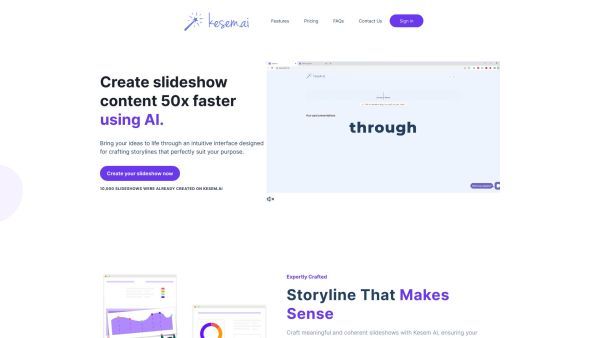 kesem.ai
Features
Pricing
FAQs
Contact Us
Sign in
Create slideshow
content 50x faster
using AI.
Bring your ideas to life through an intuitive interface designed
for crafting storylines that perfectly suit your purpose.
Create your slideshow now
10,000 SLIDESHOWS WERE ALREADY CREATED ON KESEM.AI
through
Expertly Crafted
Storyline That Makes
Sense
Craft meaningful and coherent slideshows with Kesem AI, ensuring your